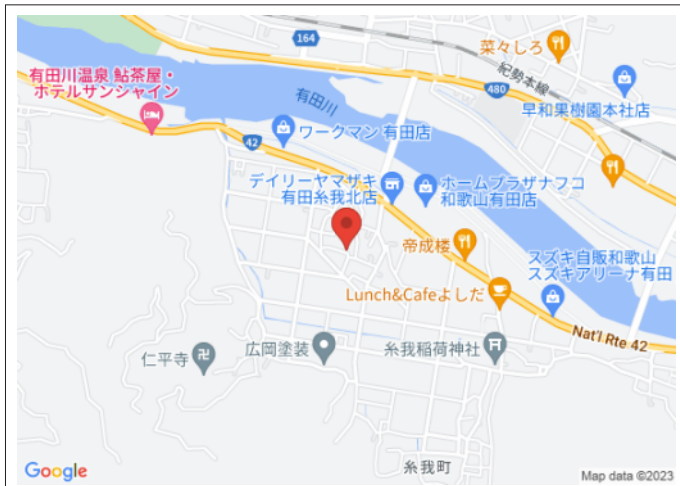 164
菜々しろ
紀勢本線
有田川温泉 鮎茶屋・
ホテルサンシャイン
480
有田川
早和果樹園本社店
42
ワークマン 有田店
デイリーヤマザキ
有田糸我北店
ホームプラザナフコ
和歌山有田店
帝成楼
スズキ自販和歌山
スズキアリーナ有田
Lunch&Cafeよしだ
Nat'l Rte 42
仁平寺
広岡塗装
糸我稲荷神社
糸我町
Google
Map data ©2023